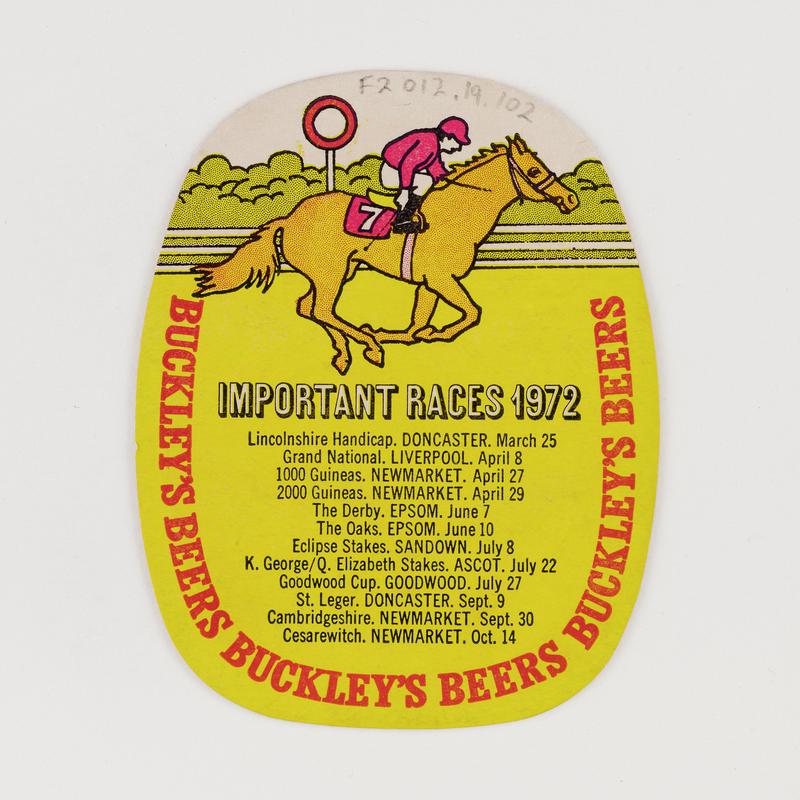 F2012.19.102
7
IMPORTANT RACES 1972
Lincolnshire Handicap. DONCASTER. March 25
Grand National. LIVERPOOL. April 8
1000 Guineas. NEWMARKET. April 27
2000 Guineas. NEWMARKET. April 29
The Derby. EPSOM. June 7
The Oaks. EPSOM. June 10
Eclipse Stakes. SANDOWN. July 8
K. George/Q. Elizabeth Stakes. ASCOT. July 22
Goodwood Cup. GOODWOOD. July 27
St. Leger. DONCASTER. Sept. 9
Cambridgeshire. NEWMARKET. Sept. 30
Cesarewitch. NEWMARKET. Oct. 14
BUCKLEY'S BEERS BUCKLEY'S BEERS BUCKLEY'S BEERS